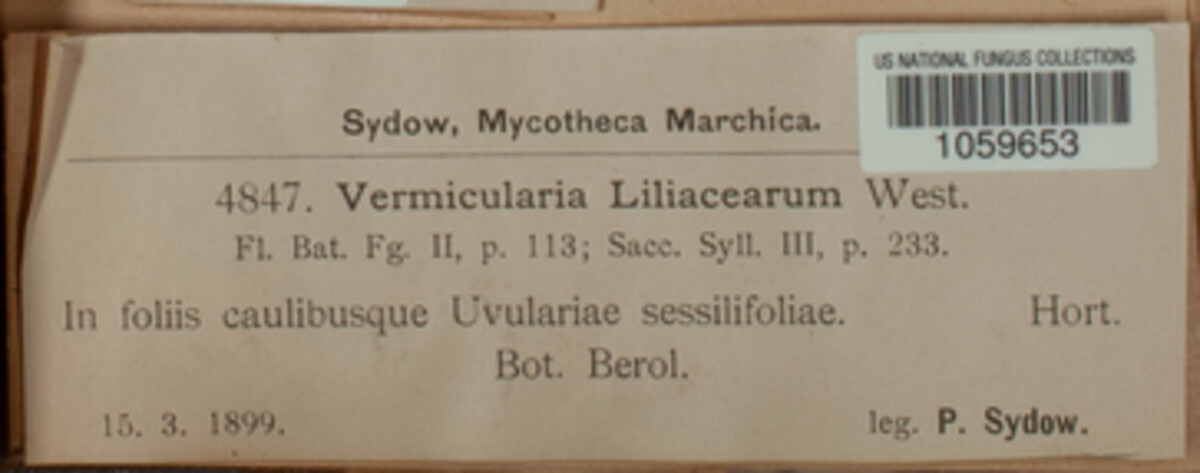 US NATIONAL FUNGUS COLLECTIONS
1059653
Sydow, Mycotheca Marchica.
4847. Vermicularia Liliacearum West.
Fl. Bat. Fg. II, p. 113; Sacc. Syll. III, p. 233.
In foliis caulibusque Uvulariae sessilifoliae. Hort.
Bot. Berol.
15. 3. 1899. leg. P. Sydow.